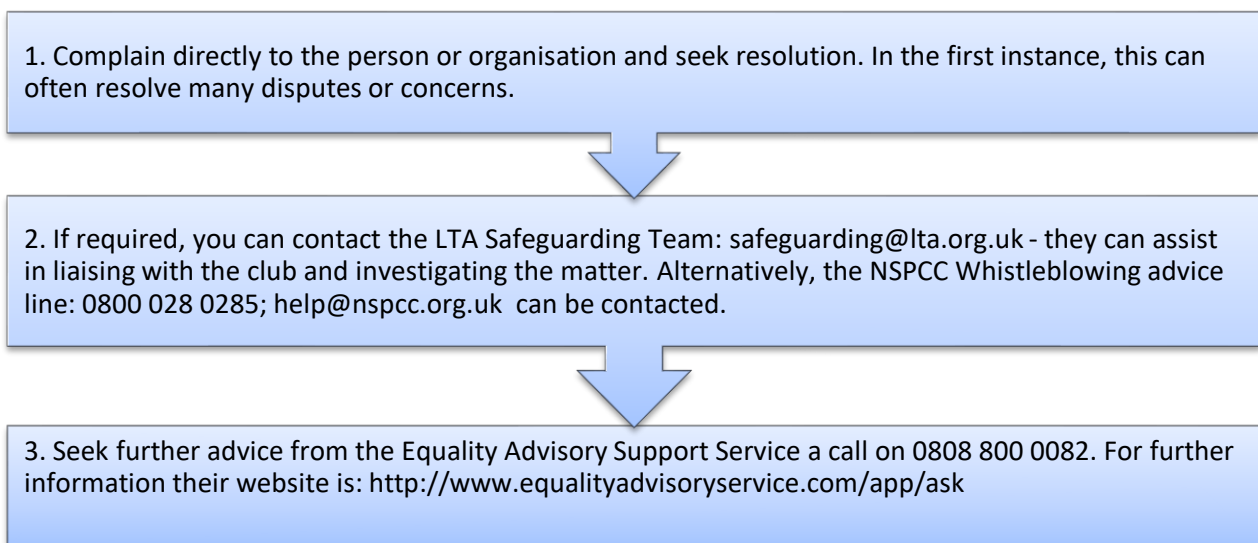 1. Complain directly to the person or organisation and seek resolution. In the first instance, this can
often resolve many disputes or concerns.
2. If required, you can contact the LTA Safeguarding Team: safeguarding@lta.org.uk - they can assist
in liaising with the club and investigating the matter. Alternatively, the NSPCC Whistleblowing advice
line: 0800 028 0285; help@nspcc.org.uk  can be contacted.
3. Seek further advice from the Equality Advisory Support Service a call on 0808 800 0082. For further
information their website is: http://www.equalityadvisoryservice.com/app/ask